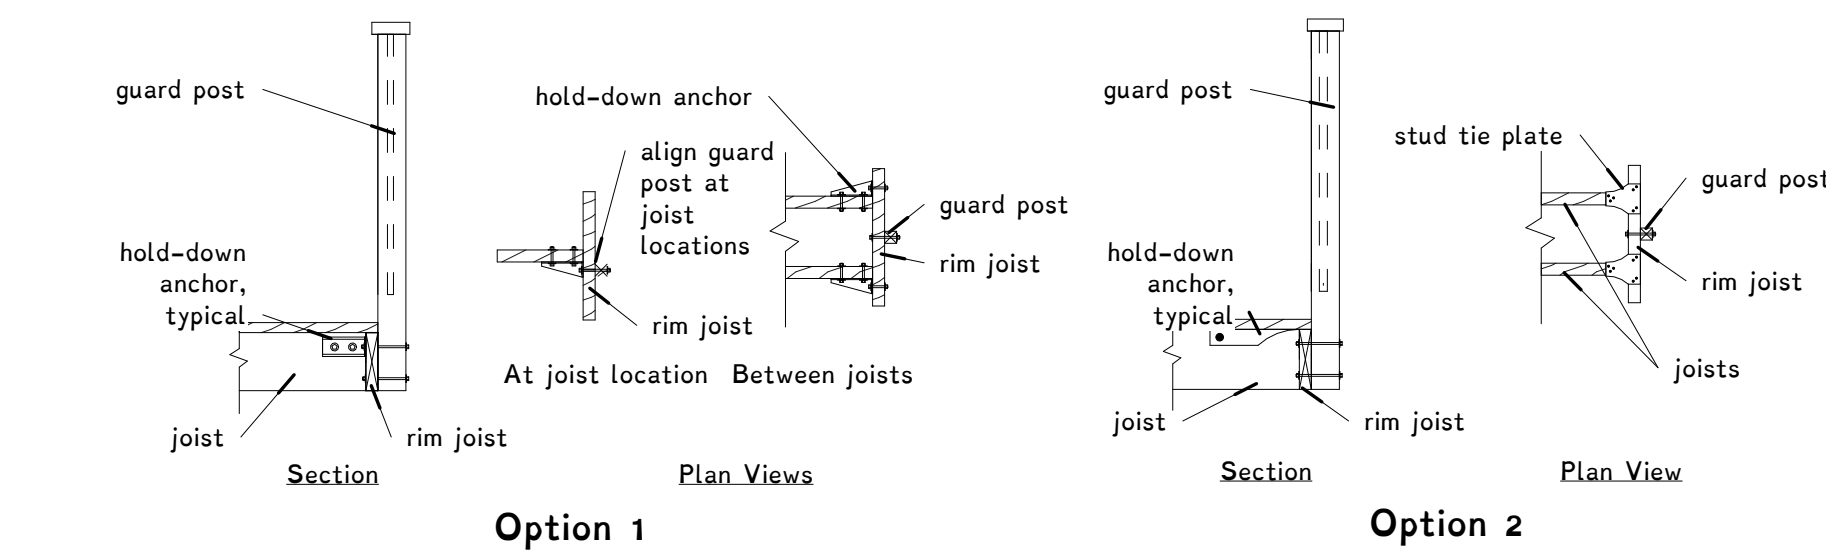 guard post
hold-down
anchor,
typical
joist
rim joist
Section
hold-down anchor
align guard
post at
joist
locations
rim joist
At joist location
guard post
rim joist
Between joists
Plan Views
Option 1
guard post
hold-down
anchor,
typical
joist
rim joist
Section
stud tie plate
guard post
rim joist
joists
Plan View
Option 2